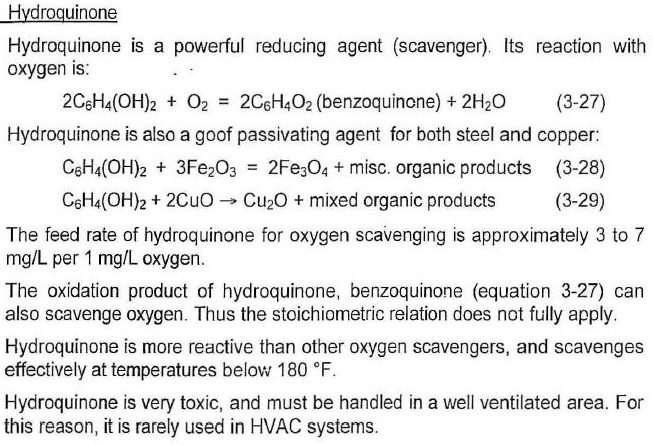 Hydroquinone
Hydroquinone is a powerful reducing agent (scavenger). Its reaction with
oxygen is:
2C₆H₄(OH)₂ + O₂ = 2C₆H₄O₂ (benzoquinone) + 2H₂O (3-27)
Hydroquinone is also a goof passivating agent for both steel and copper:
C₆H₄(OH)₂ + 3Fe₂O₃ = 2Fe₃O₄ + misc. organic products (3-28)
C₆H₄(OH)₂ + 2CuO → Cu₂O + mixed organic products (3-29)
The feed rate of hydroquinone for oxygen scavenging is approximately 3 to 7
mg/L per 1 mg/L oxygen.
The oxidation product of hydroquinone, benzoquinone (equation 3-27) can
also scavenge oxygen. Thus the stoichiometric relation does not fully apply.
Hydroquinone is more reactive than other oxygen scavengers, and scavenges
effectively at temperatures below 180 °F.
Hydroquinone is very toxic, and must be handled in a well ventilated area. For
this reason, it is rarely used in HVAC systems.